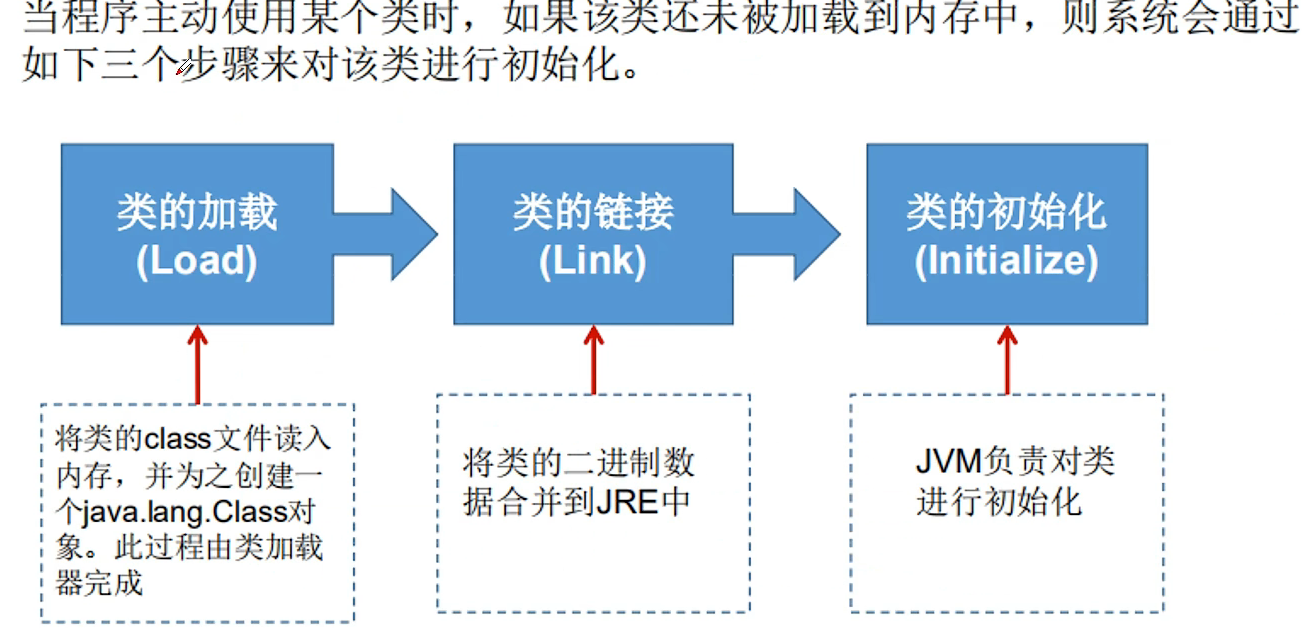 当程序主动使用某个类时，如果该类还未被加载到内存中，则系统会通过
如下三个步骤来对该类进行初始化。
类的加载
(Load)
类的链接
(Link)
类的初始化
(Initialize)
将类的class文件读入
内存，并为之创建一
个java.lang.Class对
象。此过程由类加载
器完成
将类的二进制数
据合并到JRE中
JVM负责对类
进行初始化